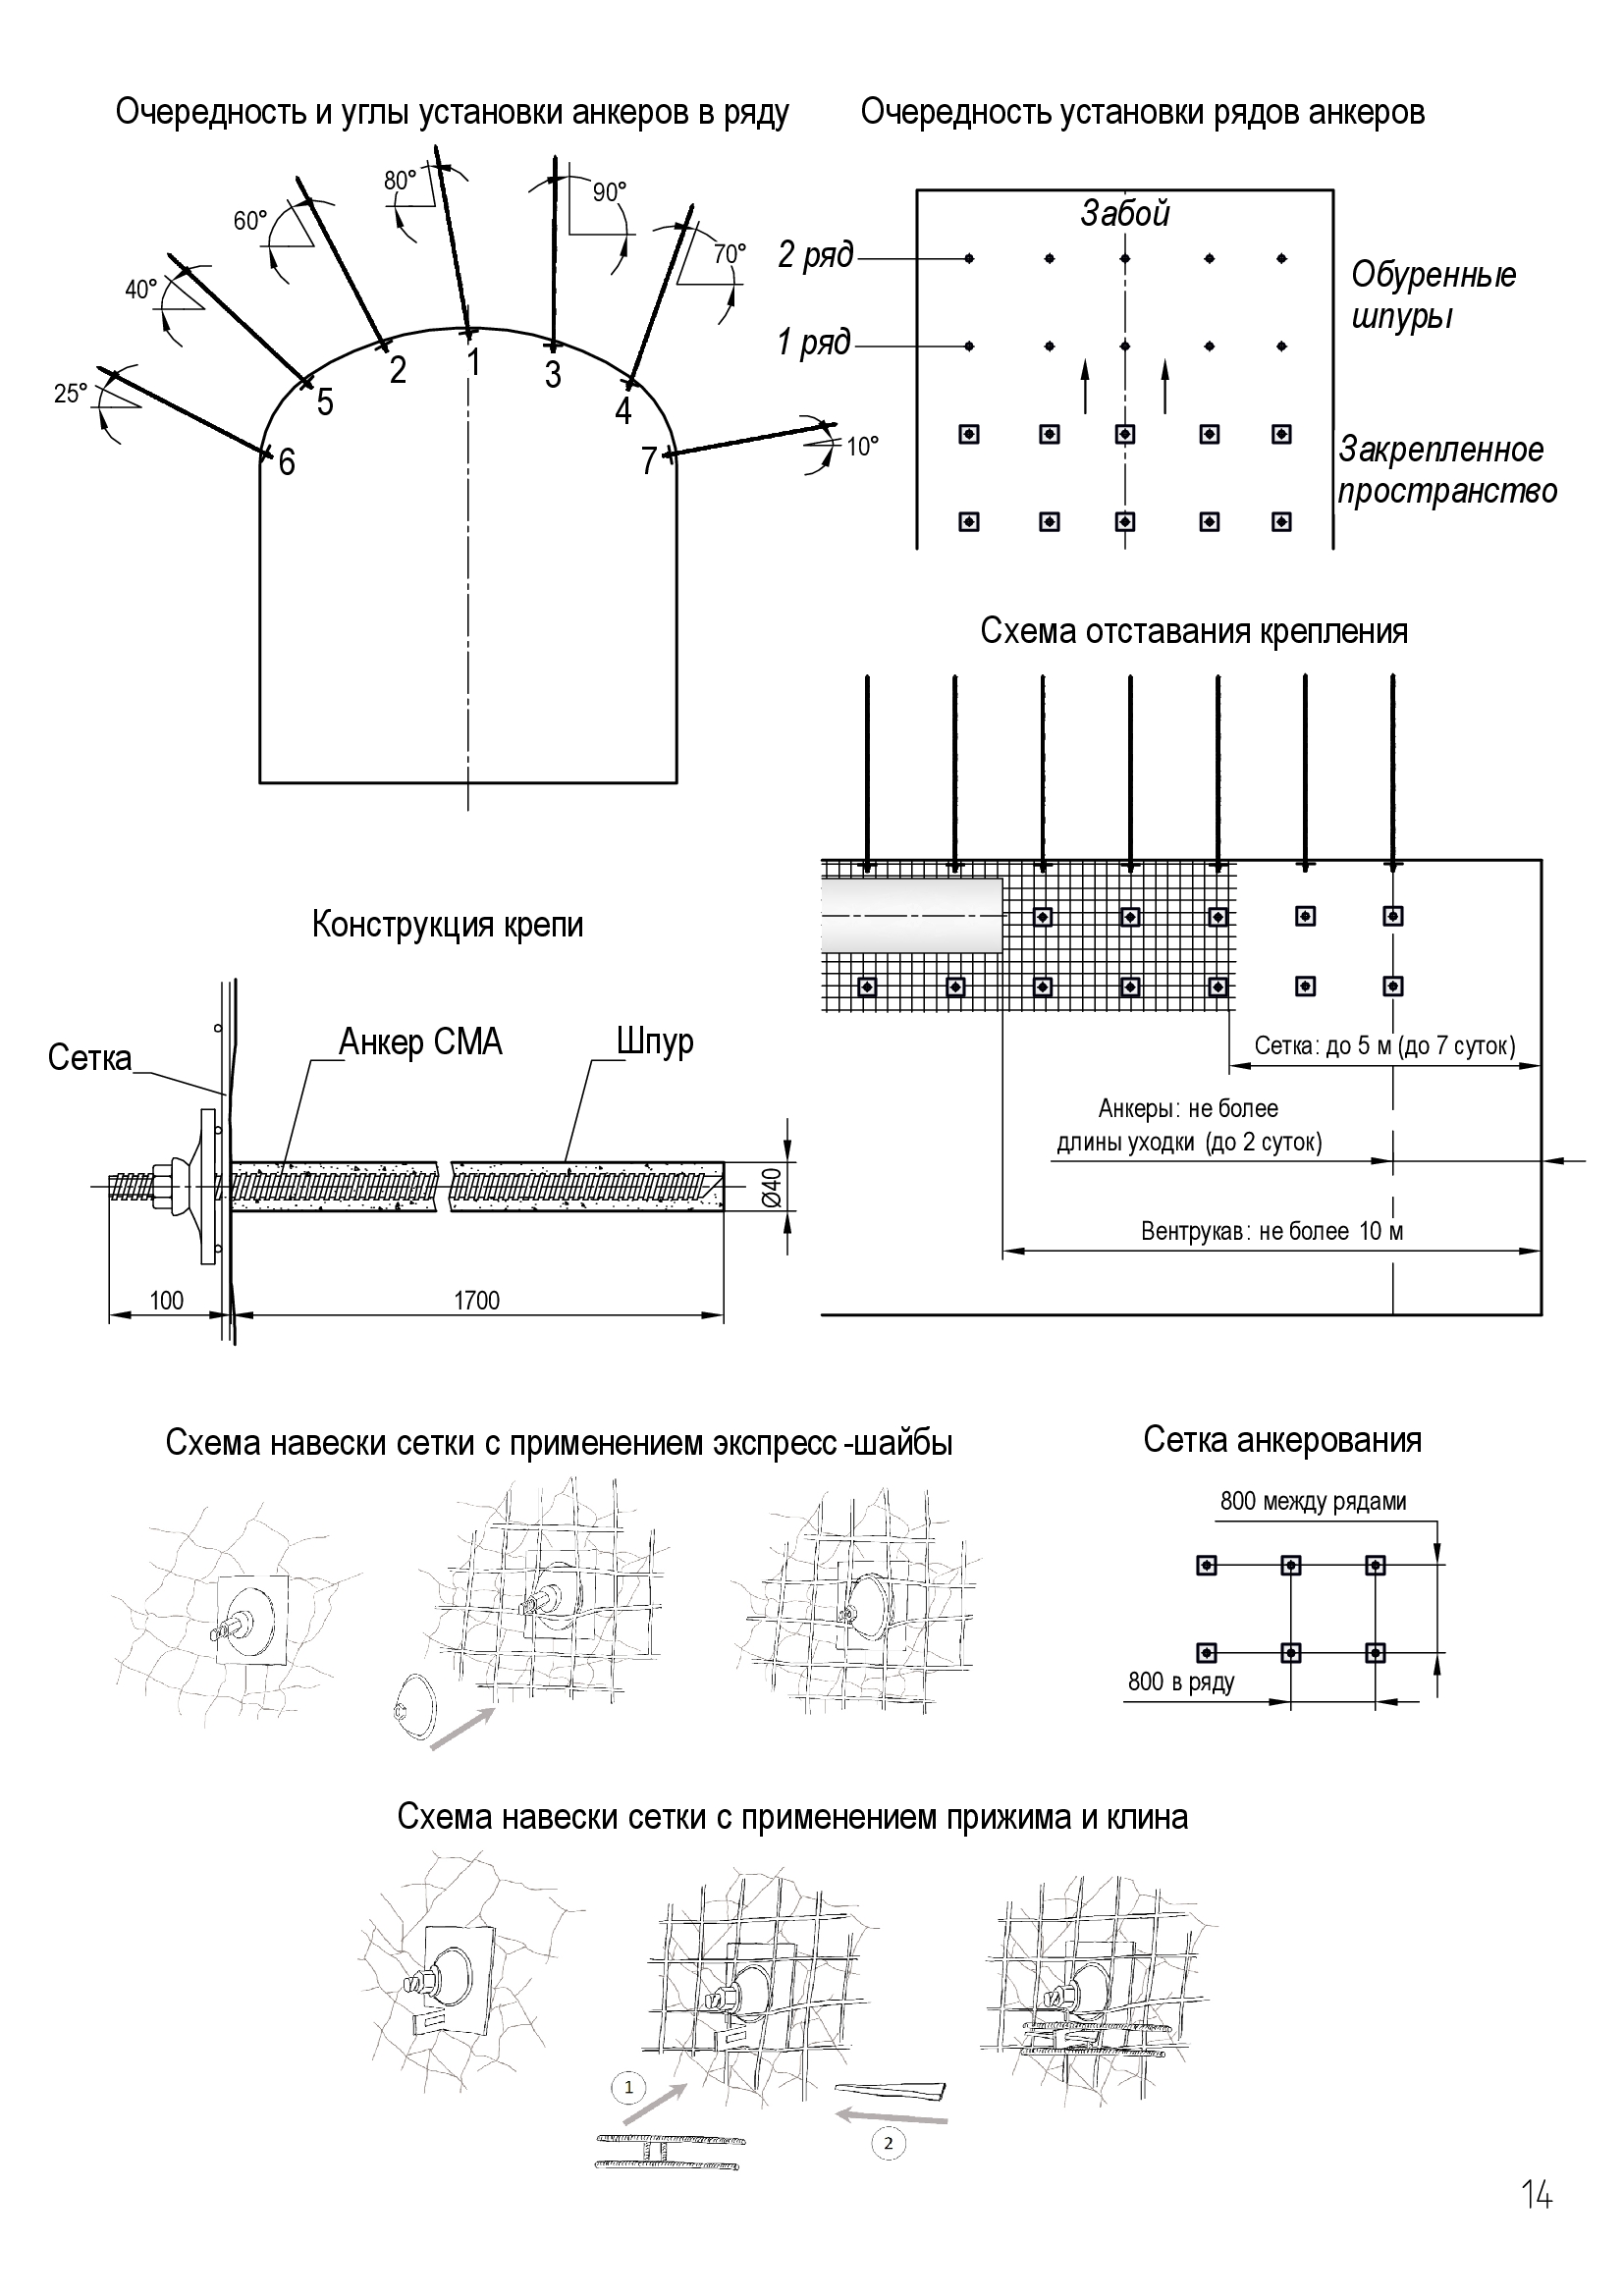 Очередность и углы установки анкеров в ряду
80°
90°
60°
70°
40°
25°
10°
1
2
3
5
4
6
7
Очередность установки рядов анкеров
Забой
2 ряд
Обуренные
шпуры
1 ряд
Закрепленное
пространство
Схема отставания крепления
Сетка: до 5 м (до 7 суток)
Анкеры: не более
длины уходки (до 2 суток)
Вентрукав: не более 10 м
Конструкция крепи
Сетка
Анкер СМА
Шпур
Ø40
100
1700
Схема навески сетки с применением экспресс-шайбы
Сетка анкерования
800 между рядами
800 в ряду
Схема навески сетки с применением прижима и клина
1
2
14